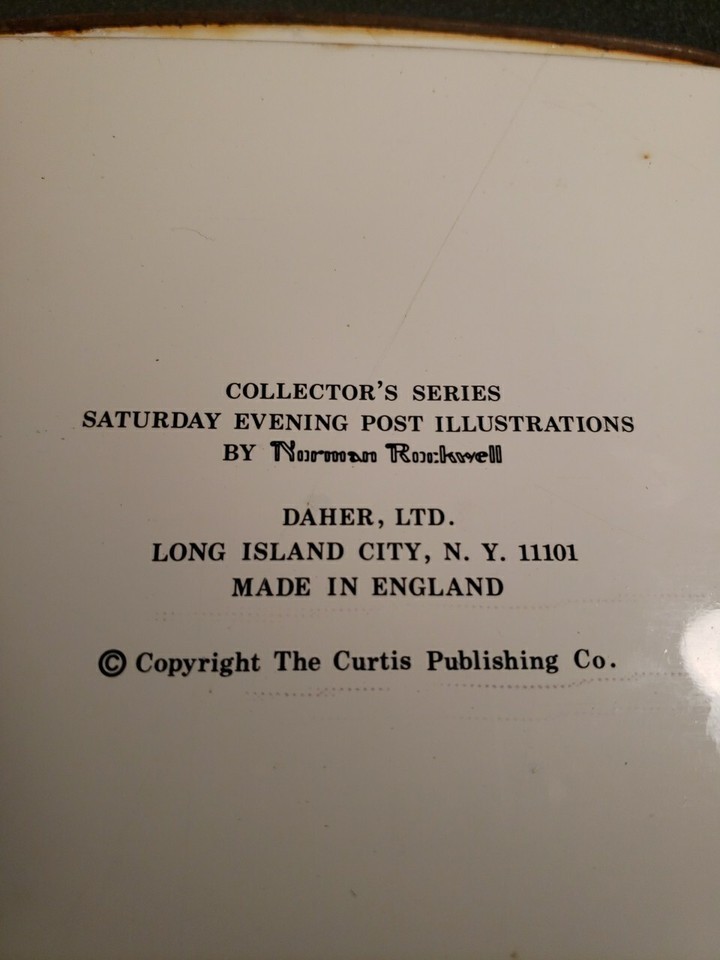 COLLECTOR'S SERIES
SATURDAY EVENING POST ILLUSTRATIONS
BY Norman Rockwell
DAHER, LTD.
LONG ISLAND CITY, N. Y. 11101
MADE IN ENGLAND
© Copyright The Curtis Publishing Co.